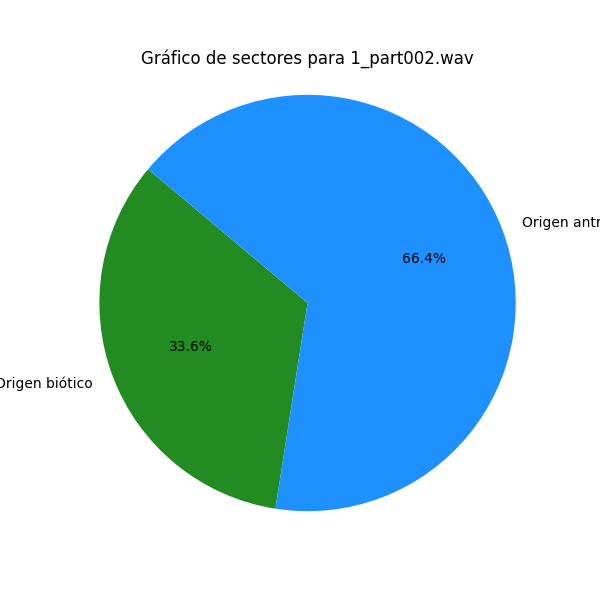 Gráfico de sectores para 1_part002.wav
Origen antr
66.4%
33.6%
Origen biótico